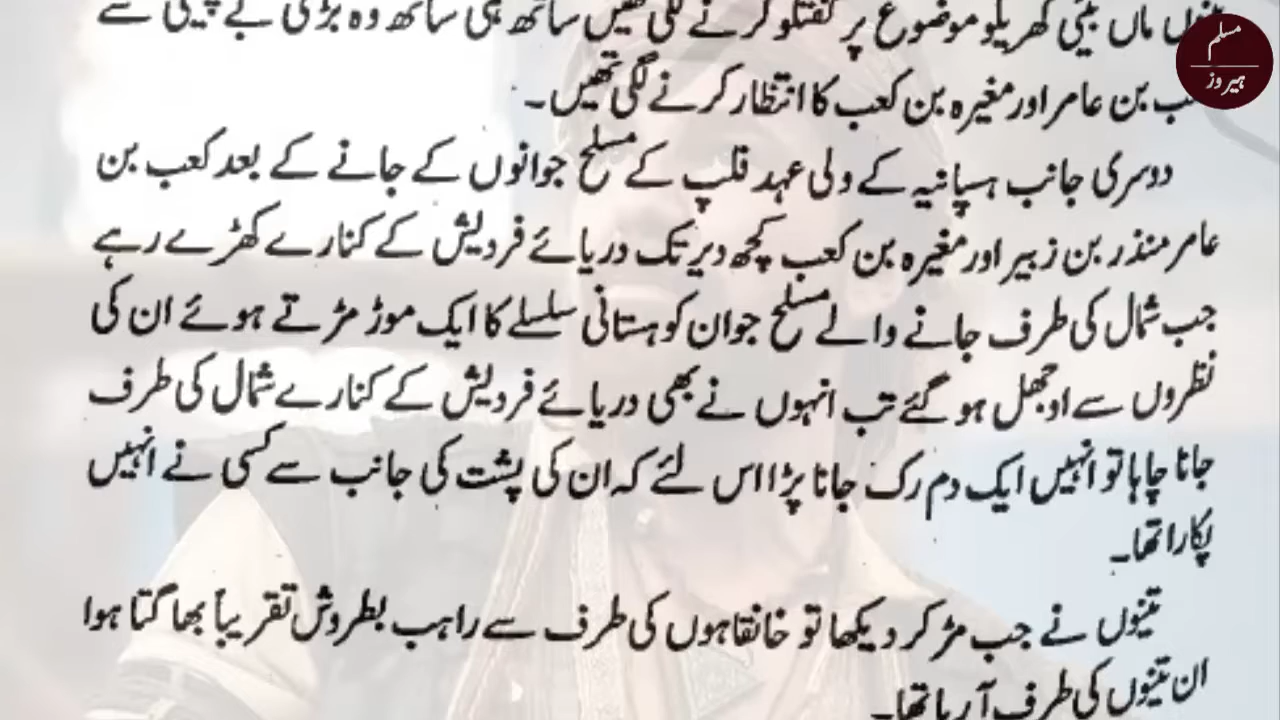 ماں بیٹی گھریلو موضوع پر گفتگو کرنے لگی تھیں ساتھ ہی ساتھ وہ بڑی بے چینی سے
بن عامر اور مغیرہ بن کعب کا انتظار کرنے لگی تھیں۔
دوسری جانب ہسپانیہ کے ولی عہد فلپ کے مسلح جوانوں کے جانے کے بعد کعب بن
عامر منذر بن زبیر اور مغیرہ بن کعب کچھ دیر تک دریائے فردیش کے کنارے کھڑے رہے
جب شمال کی طرف جانے والے مسلح جوان کوہستانی سلسلے کا ایک موڑ مڑتے ہوئے ان کی
نظروں سے اوجھل ہو گئے تب انہوں نے بھی دریائے فردیش کے کنارے شمال کی طرف
جانا چاہا تو انہیں ایک دم رک جانا پڑا اس لئے کہ ان کی پشت کی جانب سے کسی نے انہیں
پکارا تھا۔
تینوں نے جب مڑ کر دیکھا تو خانقاہوں کی طرف سے راہب بطروش تقریباً بھاگتا ہوا
ان تینوں کی طرف آ رہا تھا۔
مسلم
ہیروز